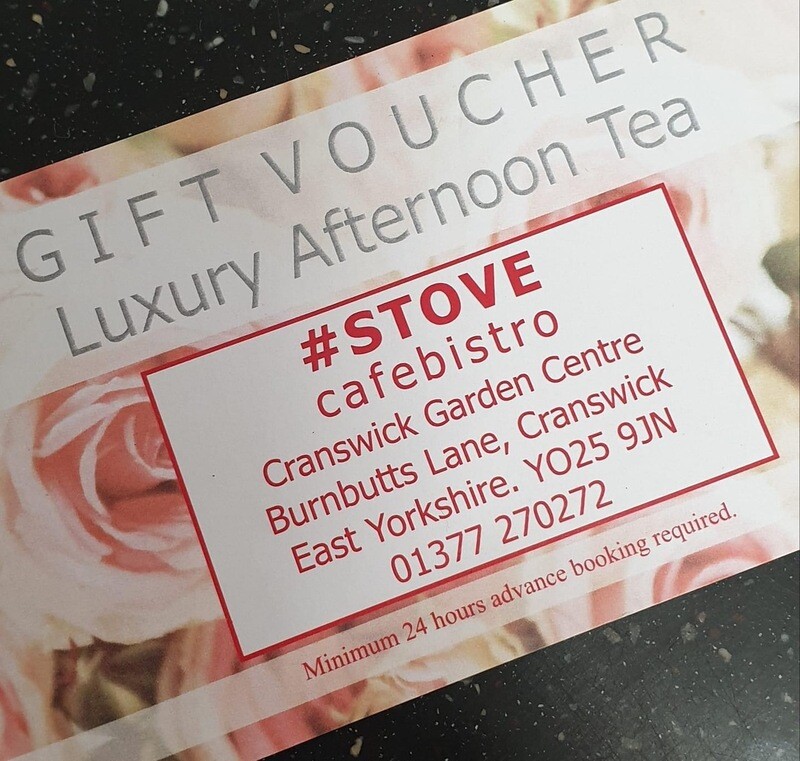 GIFT VOUCHER
Luxury Afternoon Tea
#STOVE
cafebistro
Cranswick Garden Centre
Burnbutts Lane, Cranswick
East Yorkshire. YO25 9JN
01377 270272
Minimum 24 hours advance booking required.